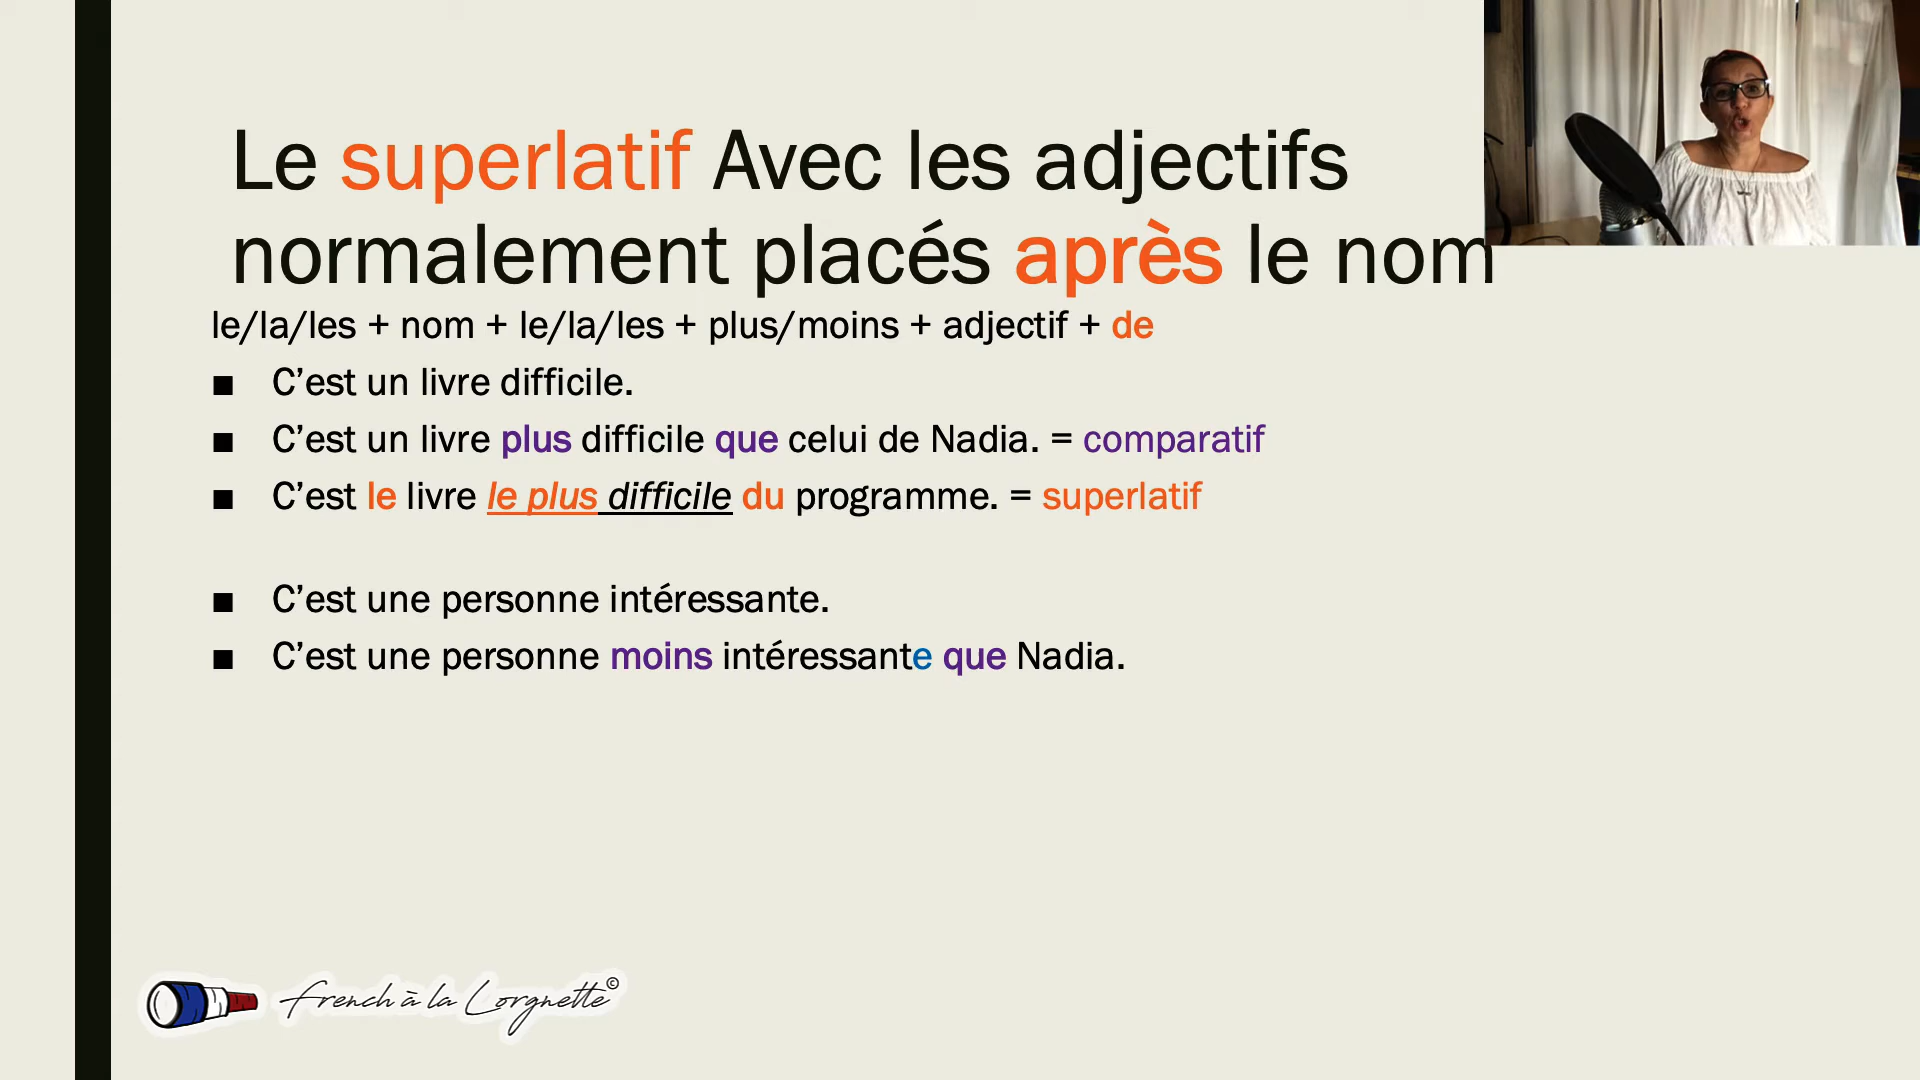 Le superlatif Avec les adjectifs
normalement placés après le nom
le/la/les + nom + le/la/les + plus/moins + adjectif + de
■ C’est un livre difficile.
■ C’est un livre plus difficile que celui de Nadia. = comparatif
■ C’est le livre le plus difficile du programme. = superlatif
■ C’est une personne intéressante.
■ C’est une personne moins intéressante que Nadia.
French à la Lorgnette©